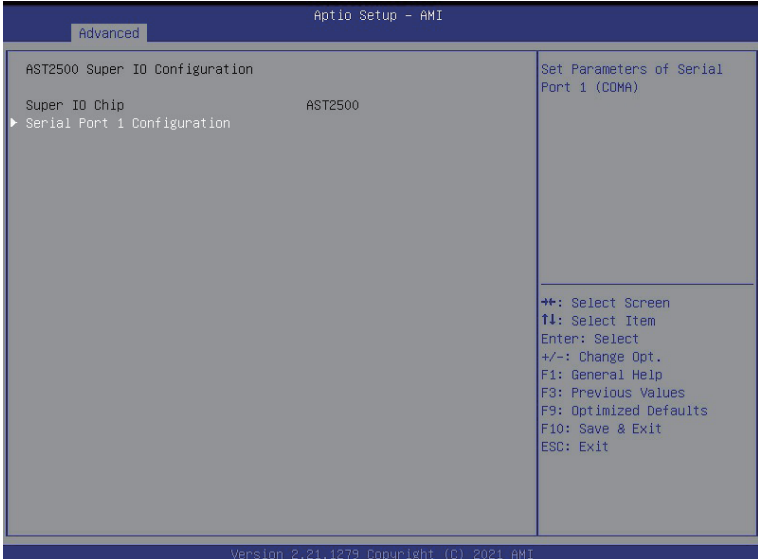 Aptio Setup – AMI
Advanced
AST2500 Super IO Configuration
Super IO Chip AST2500
▶ Serial Port 1 Configuration
Set Parameters of Serial
Port 1 (COMA)
→←: Select Screen
↑↓: Select Item
Enter: Select
+/-: Change Opt.
F1: General Help
F3: Previous Values
F9: Optimized Defaults
F10: Save & Exit
ESC: Exit
Version 2.21.1279 Copyright (C) 2021 AMI